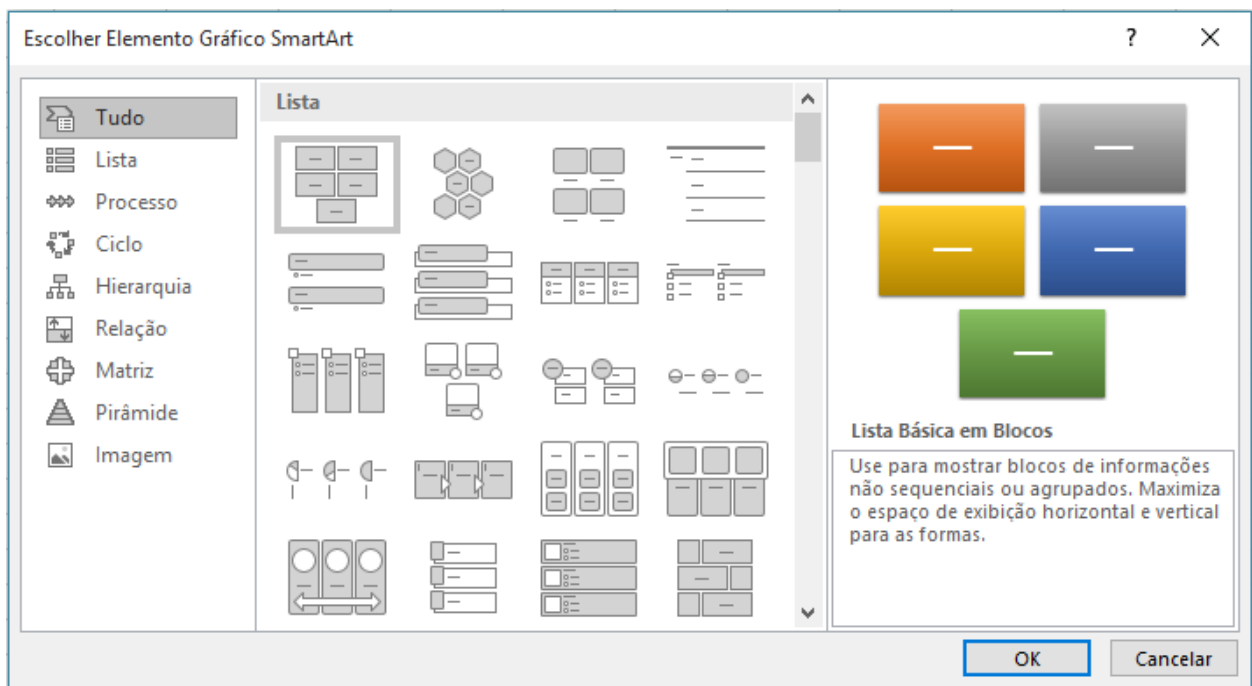 Escolher Elemento Gráfico SmartArt
?
Tudo
Lista
Processo
Ciclo
Hierarquia
Relação
Matriz
Pirâmide
Imagem
Lista
Lista Básica em Blocos
Use para mostrar blocos de informações
não sequenciais ou agrupados. Maximiza
o espaço de exibição horizontal e vertical
para as formas.
OK
Cancelar